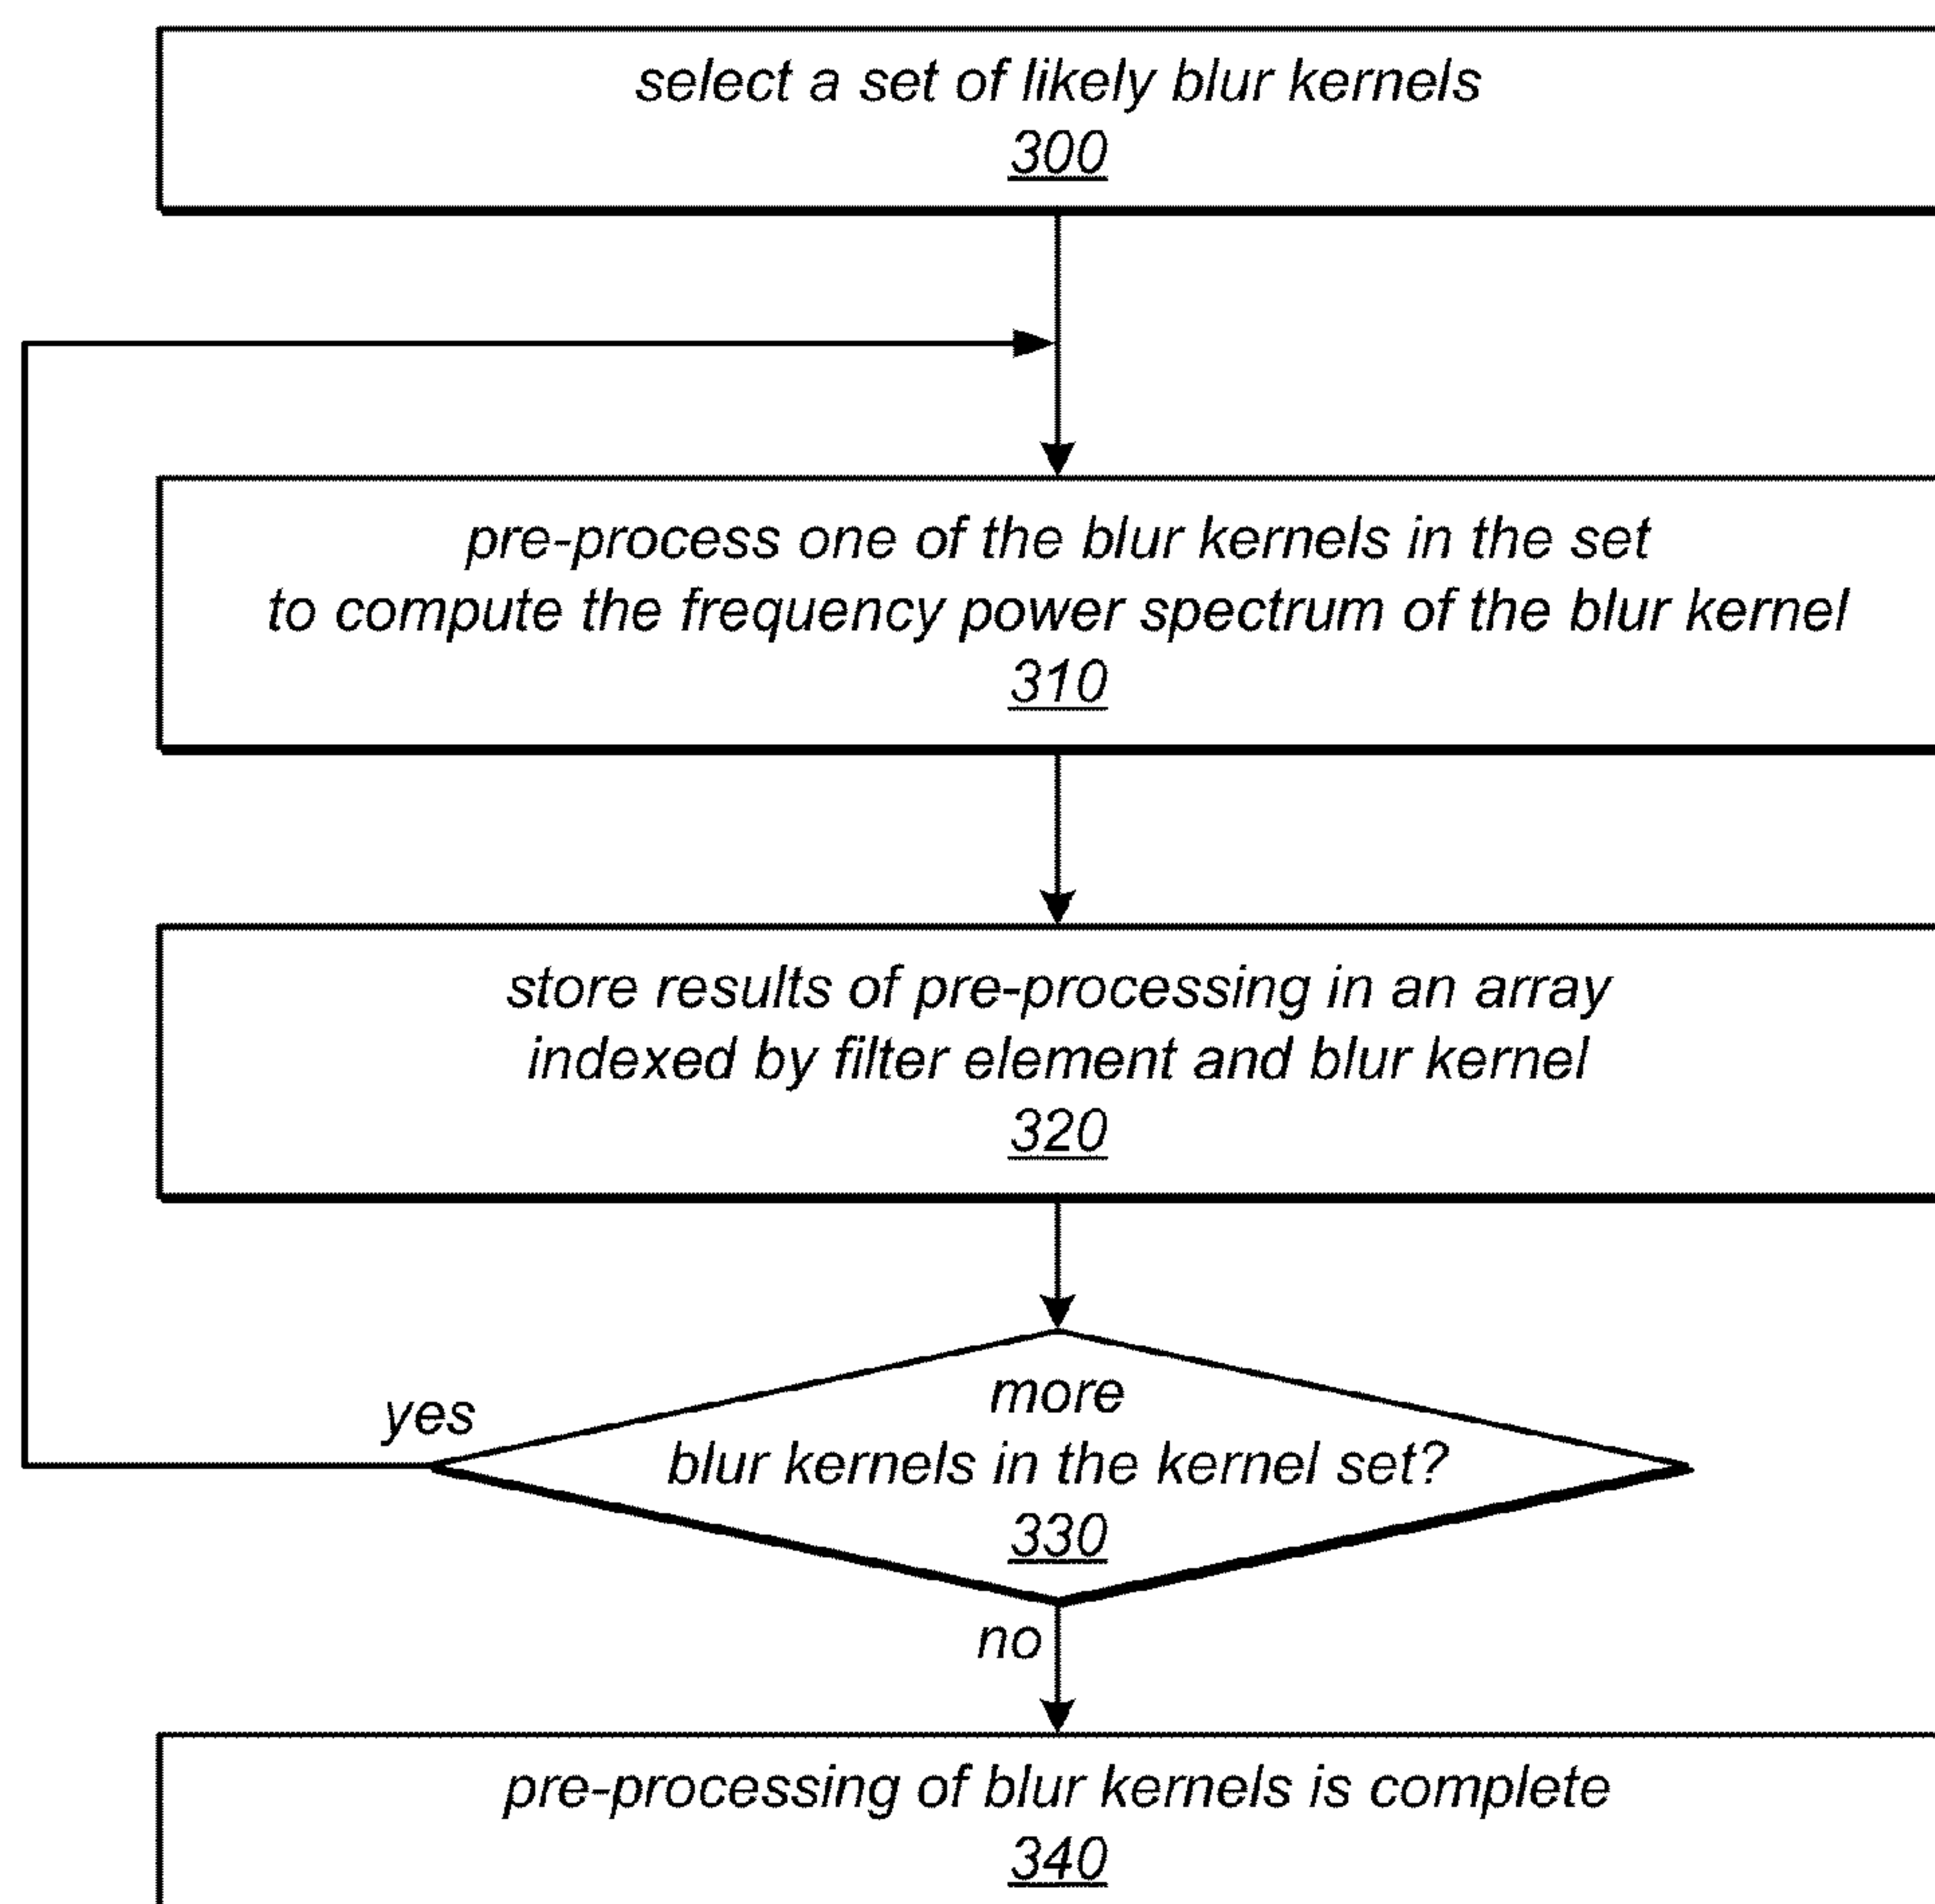 select a set of likely blur kernels
300
pre-process one of the blur kernels in the set
to compute the frequency power spectrum of the blur kernel
310
store results of pre-processing in an array
indexed by filter element and blur kernel
320
more
blur kernels in the kernel set?
330
yes
no
pre-processing of blur kernels is complete
340